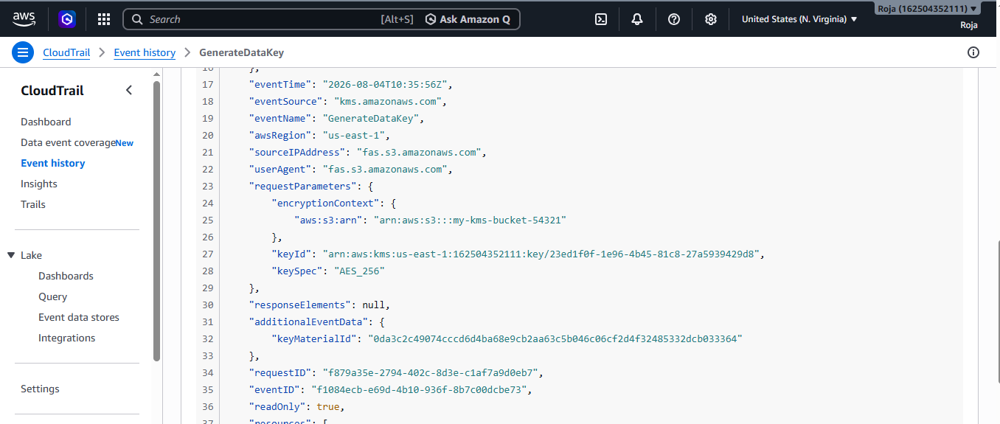 aws
Search
[Alt+S]
Ask Amazon Q
United States (N. Virginia)
Roja (162504352111)
Roja
CloudTrail
Event history
GenerateDataKey
CloudTrail
Dashboard
Data event coverage New
Event history
Insights
Trails
Lake
Dashboards
Query
Event data stores
Integrations
Settings
16 },
17 "eventTime": "2026-08-04T10:35:56Z",
18 "eventSource": "kms.amazonaws.com",
19 "eventName": "GenerateDataKey",
20 "awsRegion": "us-east-1",
21 "sourceIPAddress": "fas.s3.amazonaws.com",
22 "userAgent": "fas.s3.amazonaws.com",
23 "requestParameters": {
24 "encryptionContext": {
25 "aws:s3:arn": "arn:aws:s3:::my-kms-bucket-54321"
26 },
27 "keyId": "arn:aws:kms:us-east-1:162504352111:key/23ed1f0f-1e96-4b45-81c8-27a5939429d8",
28 "keySpec": "AES_256"
29 },
30 "responseElements": null,
31 "additionalEventData": {
32 "keyMaterialId": "0da3c2c49074cccd6d4ba68e9cb2aa63c5b046c06cf2d4f32485332dcb033364"
33 },
34 "requestID": "f879a35e-2794-402c-8d3e-c1af7a9d0eb7",
35 "eventID": "f1084ecb-e69d-4b10-936f-8b7c00dcbe73",
36 "readOnly": true,
37 "resources": [